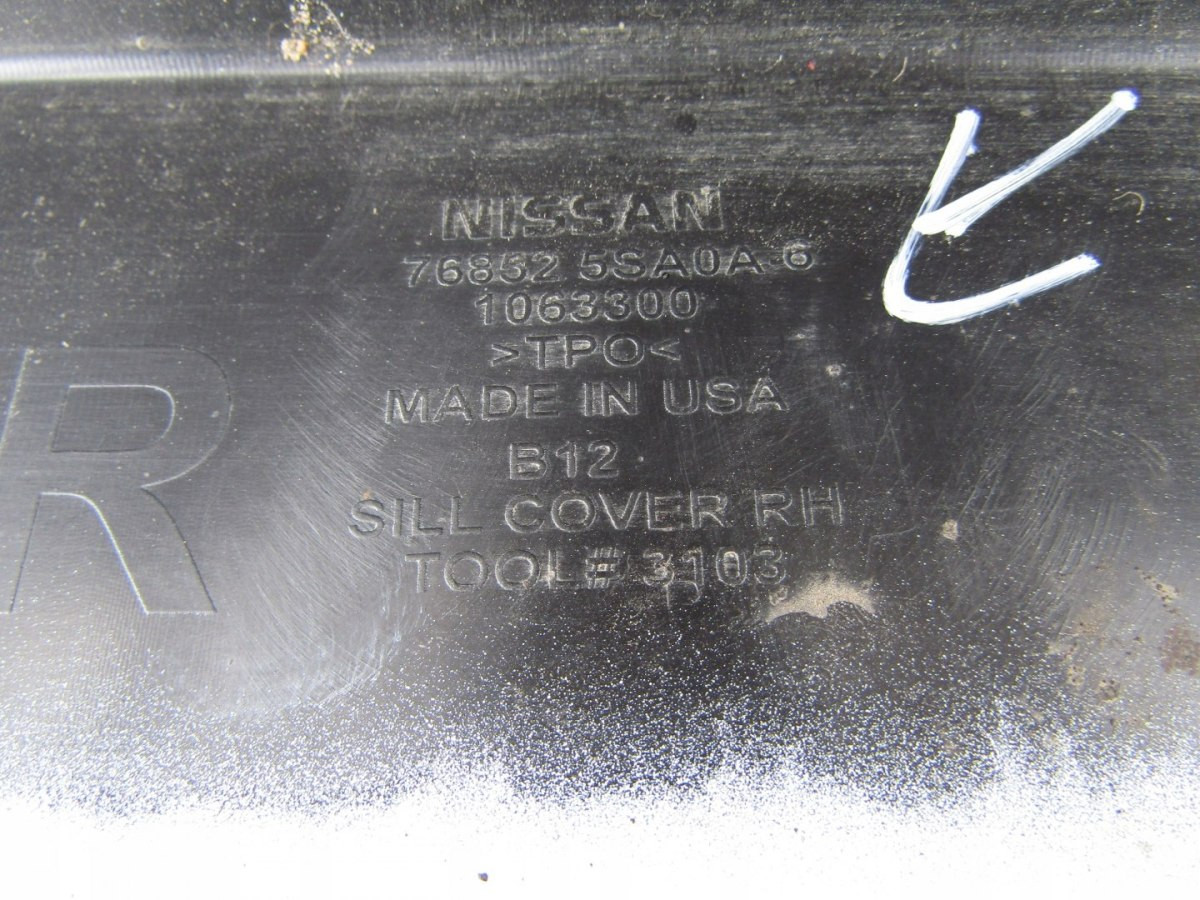 NISSAN
76852 5SA0A-6
1063300
>TPO<
MADE IN USA
B12
SILL COVER RH
TOOL# 3103
R